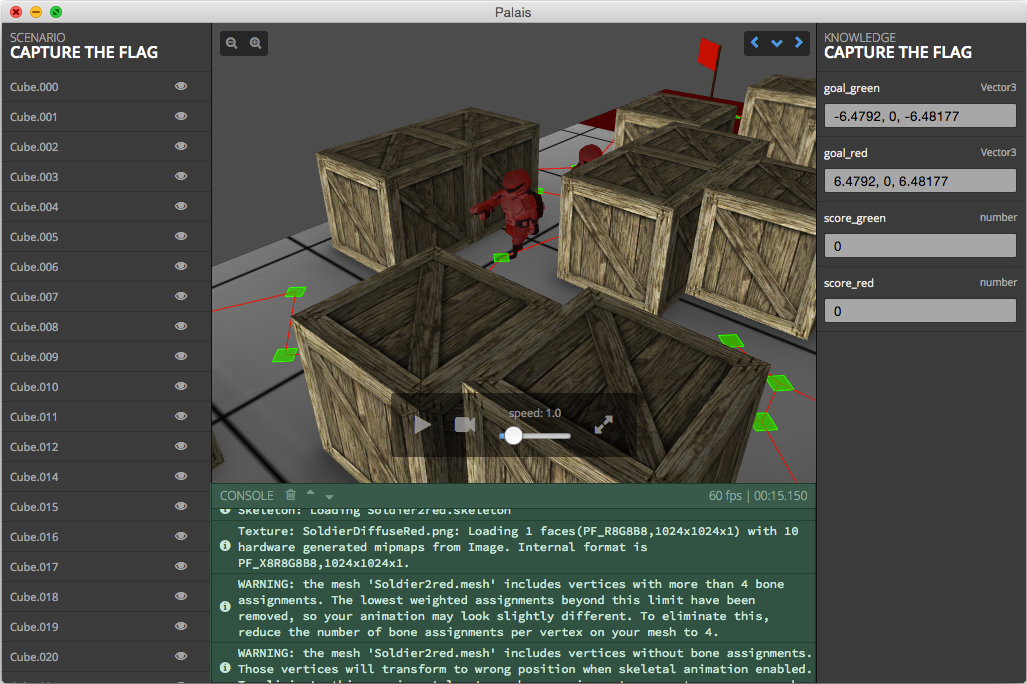 Palais
SCENARIO
CAPTURE THE FLAG
Cube.000
Cube.001
Cube.002
Cube.003
Cube.004
Cube.005
Cube.006
Cube.007
Cube.008
Cube.009
Cube.010
Cube.011
Cube.012
Cube.014
Cube.015
Cube.016
Cube.017
Cube.018
Cube.019
Cube.020
speed: 1.0
CONSOLE
60 fps | 00:15.150
Skeleton: Loading Soldier2red.skeleton
Texture: SoldierDiffuseRed.png: Loading 1 faces(PF_R8G8B8,1024x1024x1) with 10
hardware generated mipmaps from Image. Internal format is
PF_X8R8G8B8,1024x1024x1.
WARNING: the mesh 'Soldier2red.mesh' includes vertices with more than 4 bone
assignments. The lowest weighted assignments beyond this limit have been
removed, so your animation may look slightly different. To eliminate this,
reduce the number of bone assignments per vertex on your mesh to 4.
WARNING: the mesh 'Soldier2red.mesh' includes vertices without bone assignments.
Those vertices will transform to wrong position when skeletal animation enabled.
KNOWLEDGE
CAPTURE THE FLAG
goal_green Vector3
-6.4792, 0, -6.48177
goal_red Vector3
6.4792, 0, 6.48177
score_green number
0
score_red number
0